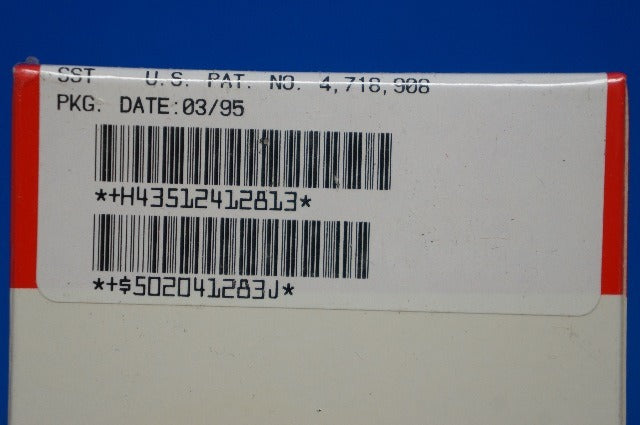 SST U.S. PAT. NO. 4,718,908
PKG. DATE:03/95
*+H43512412813*
*+$502041283J*